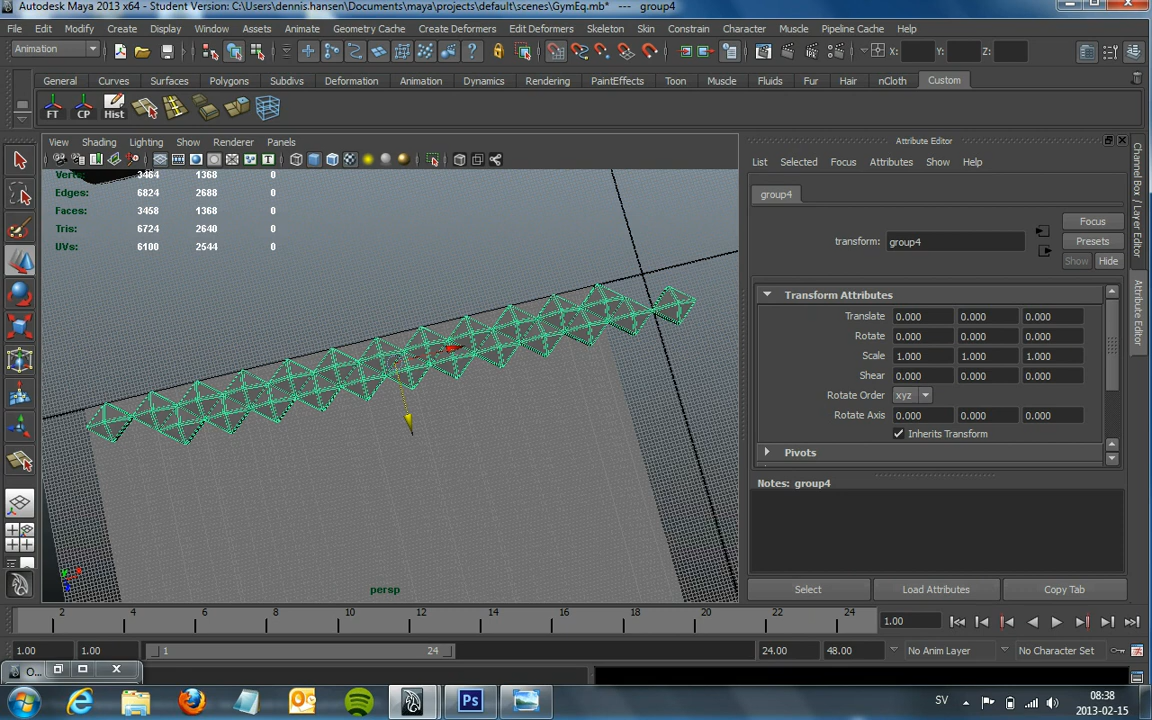 Autodesk Maya 2013 x64 - Student Version: C:\Users\dennis.hansen\Documents\maya\projects\default\scenes\GymEq.mb* --- group4
File Edit Modify Create Display Window Assets Animate Geometry Cache Create Deformers Edit Deformers Skeleton Skin Constrain Character Muscle Pipeline Cache Help
Animation X: Y: Z:
General Curves Surfaces Polygons Subdivs Deformation Animation Dynamics Rendering PaintEffects Toon Muscle Fluids Fur Hair nCloth Custom
FT CP Hist
View Shading Lighting Show Renderer Panels
Verts: 3464 1368 0
Edges: 6824 2688 0
Faces: 3458 1368 0
Tris: 6724 2640 0
UVs: 6100 2544 0
persp
Attribute Editor
List Selected Focus Attributes Show Help
group4
transform: group4
Focus
Presets
Show Hide
Transform Attributes
Translate 0.000 0.000 0.000
Rotate 0.000 0.000 0.000
Scale 1.000 1.000 1.000
Shear 0.000 0.000 0.000
Rotate Order xyz
Rotate Axis 0.000 0.000 0.000
Inherits Transform
Pivots
Notes: group4
Select Load Attributes Copy Tab
Channel Box / Layer Editor
Attribute Editor
2 4 6 8 10 12 14 16 18 20 22 24 1.00
1.00 1.00 1 24 24.00 48.00 No Anim Layer No Character Set
O...
Ps SV 08:38
2013-02-15